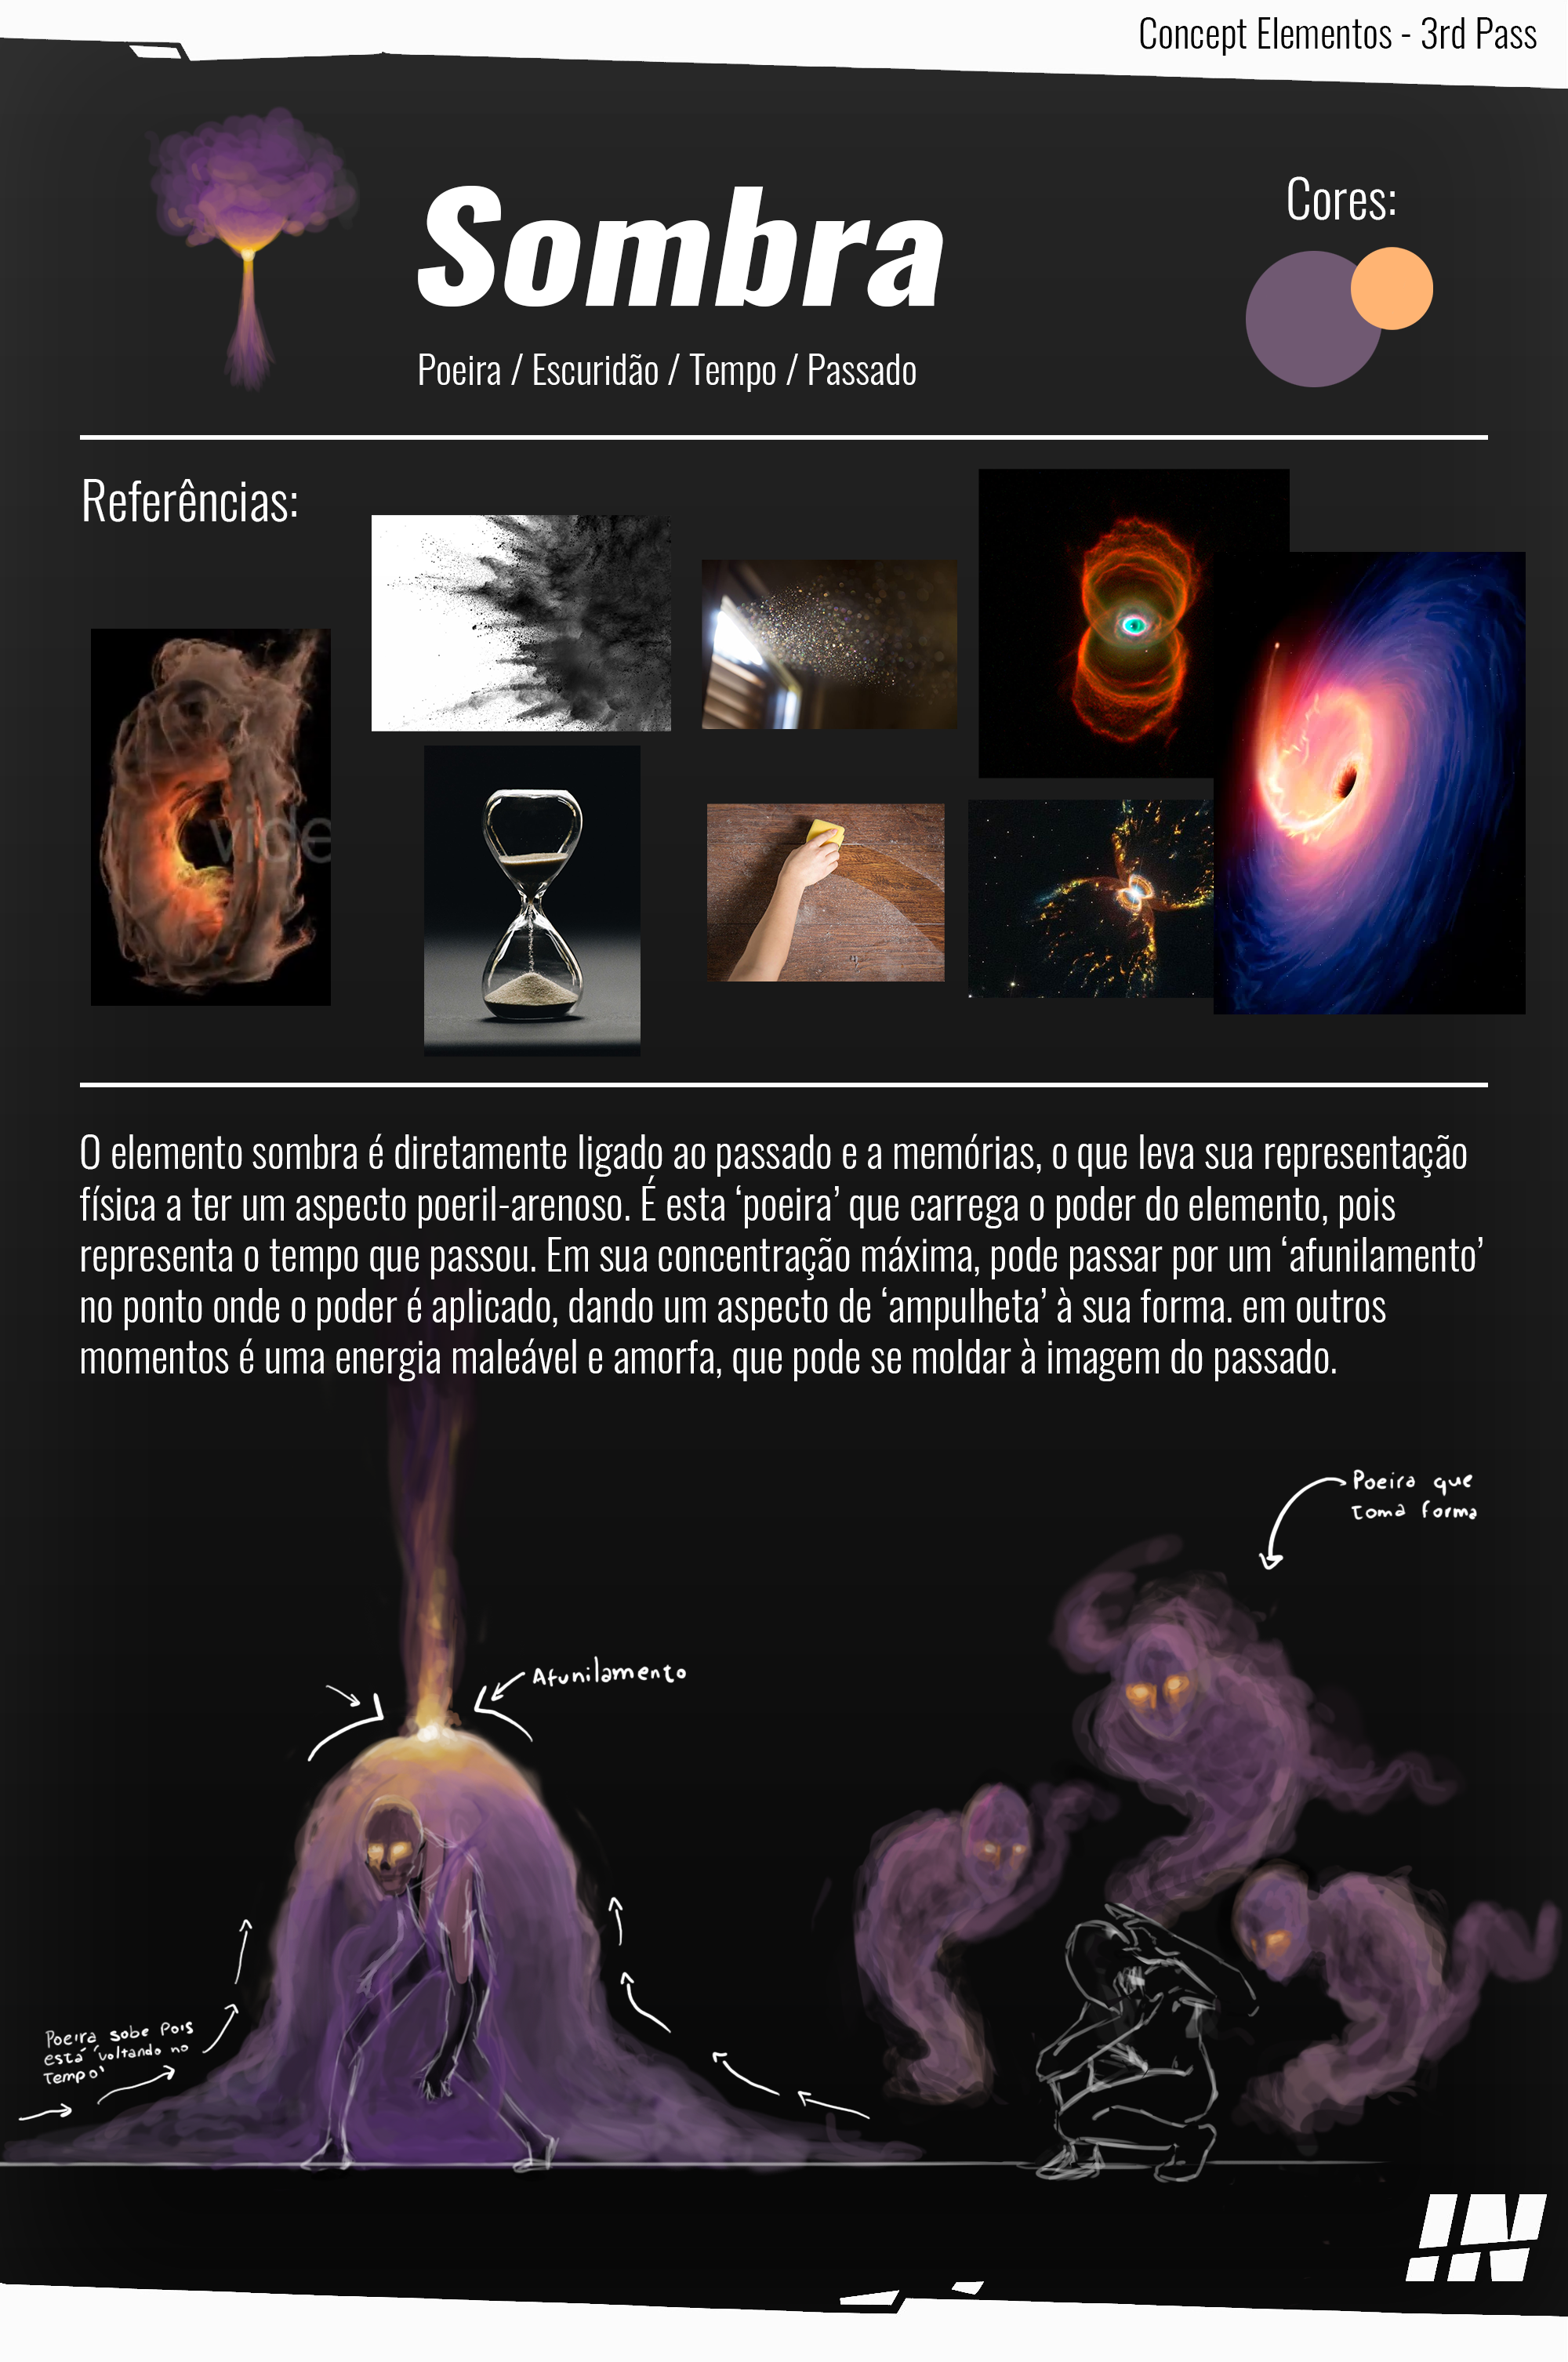 Concept Elementos - 3rd Pass
Sombra
Cores:
Poeira / Escuridão / Tempo / Passado
Referências:
vide
O elemento sombra é diretamente ligado ao passado e a memórias, o que leva sua representação
física a ter um aspecto poeril-arenoso. É esta ‘poeira’ que carrega o poder do elemento, pois
representa o tempo que passou. Em sua concentração máxima, pode passar por um ‘afunilamento’
no ponto onde o poder é aplicado, dando um aspecto de ‘ampulheta’ à sua forma. em outros
momentos é uma energia maleável e amorfa, que pode se moldar à imagem do passado.
Poeira que
toma forma
Afunilamento
Poeira sobe pois
está 'voltando no
tempo'
IN